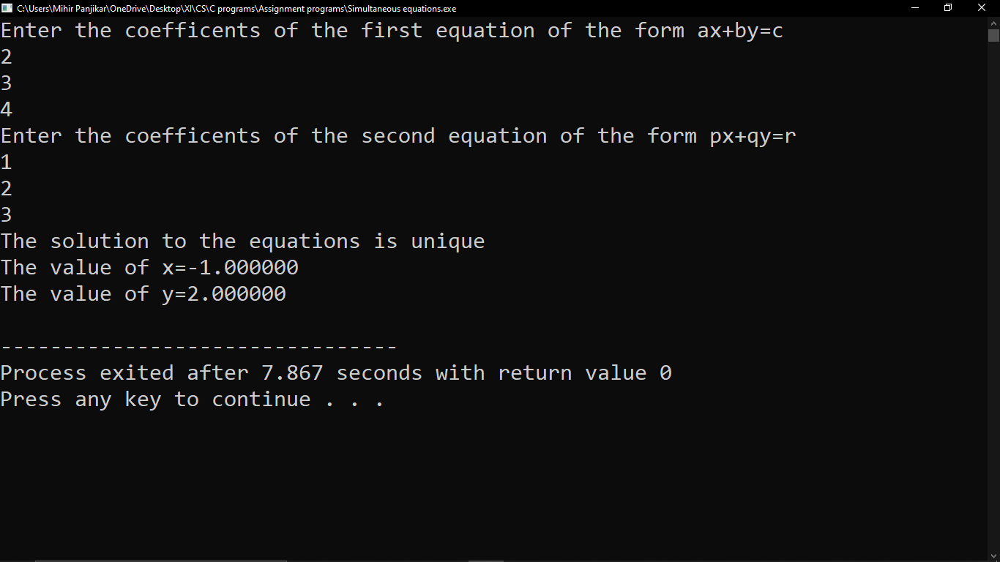 C:\Users\Mihir Panjikar\OneDrive\Desktop\XI\CS\C programs\Assignment programs\Simultaneous equations.exe
Enter the coefficents of the first equation of the form ax+by=c
2
3
4
Enter the coefficents of the second equation of the form px+qy=r
1
2
3
The solution to the equations is unique
The value of x=-1.000000
The value of y=2.000000
--------------------------------
Process exited after 7.867 seconds with return value 0
Press any key to continue . . .